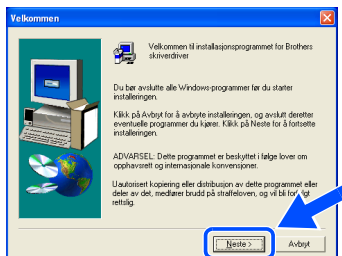 Velkommen
Velkommen til installasjonsprogrammet for Brothers
skriverdriver
Du bør avslutte alle Windows-programmer før du starter
installeringen.
Klikk på Avbryt for å avbryte installeringen, og avslutt deretter
eventuelle programmer du kjører. Klikk på Neste for å fortsette
installeringen.
ADVARSEL: Dette programmet er beskyttet i følge lover om
opphavsrett og internasjonale konvensjoner.
Uautorisert kopiering eller distribusjon av dette programmet eller
deler av det, medfører brudd på straffeloven, og vil bli
rettslig.
Neste >
Avbryt